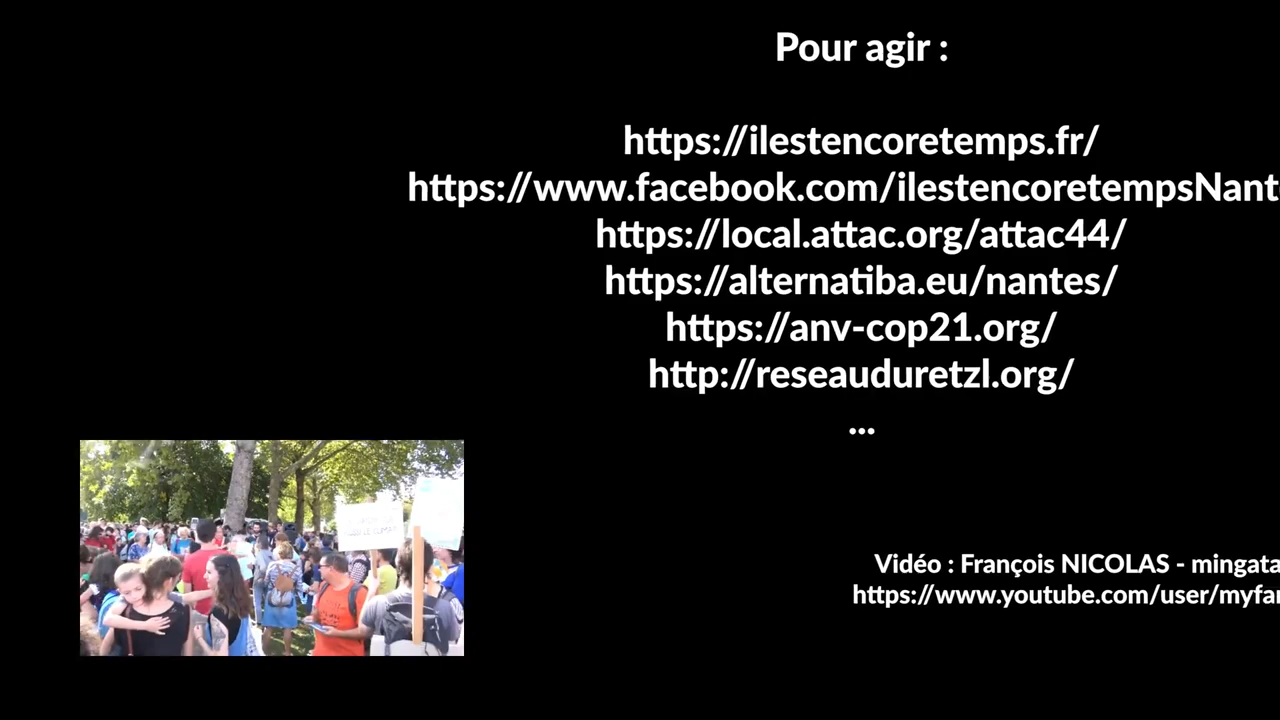 Pour agir :
https://ilestencoretemps.fr/
https://www.facebook.com/ilestencoretempsNant
https://local.attac.org/attac44/
https://alternatiba.eu/nantes/
https://anv-cop21.org/
http://reseauduretzl.org/
...
Vidéo : François NICOLAS - mingata
https://www.youtube.com/user/myfar